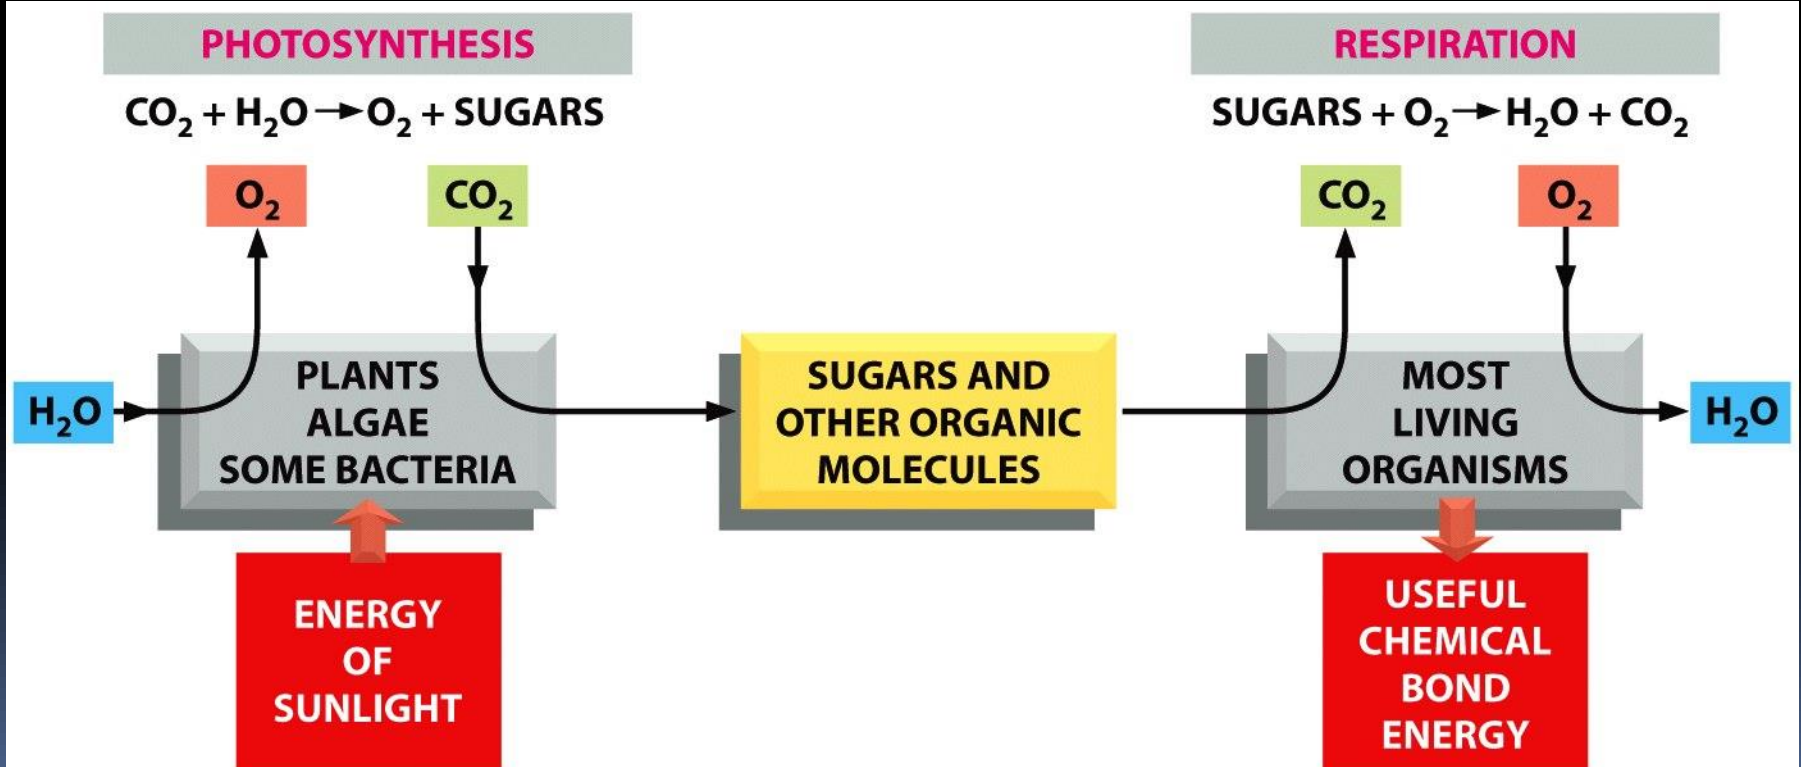 PHOTOSYNTHESIS
CO₂ + H₂O → O₂ + SUGARS
O₂
CO₂
H₂O
PLANTS
ALGAE
SOME BACTERIA
ENERGY
OF
SUNLIGHT
SUGARS AND
OTHER ORGANIC
MOLECULES
RESPIRATION
SUGARS + O₂ → H₂O + CO₂
CO₂
O₂
MOST
LIVING
ORGANISMS
H₂O
USEFUL
CHEMICAL
BOND
ENERGY